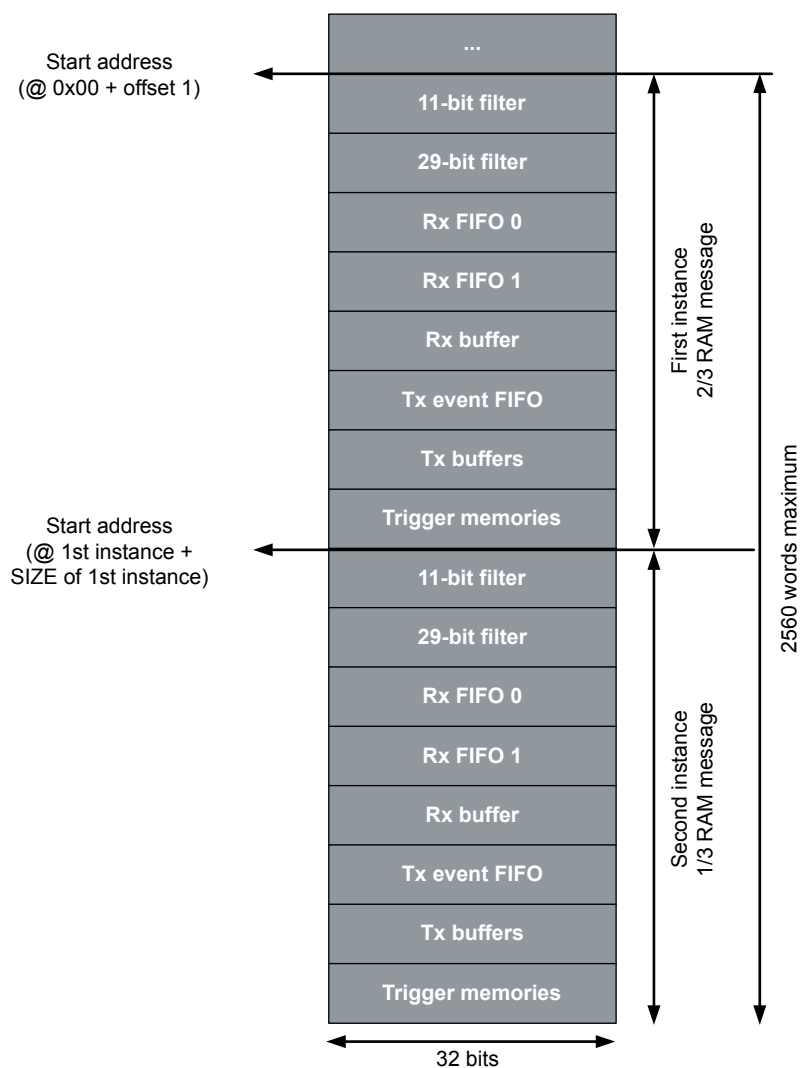 ...
Start address
(@ 0x00 + offset 1)
11-bit filter
29-bit filter
Rx FIFO 0
Rx FIFO 1
Rx buffer
Tx event FIFO
Tx buffers
Trigger memories
First instance
2/3 RAM message
2560 words maximum
Start address
(@ 1st instance +
SIZE of 1st instance)
11-bit filter
29-bit filter
Rx FIFO 0
Rx FIFO 1
Rx buffer
Tx event FIFO
Tx buffers
Trigger memories
Second instance
1/3 RAM message
32 bits